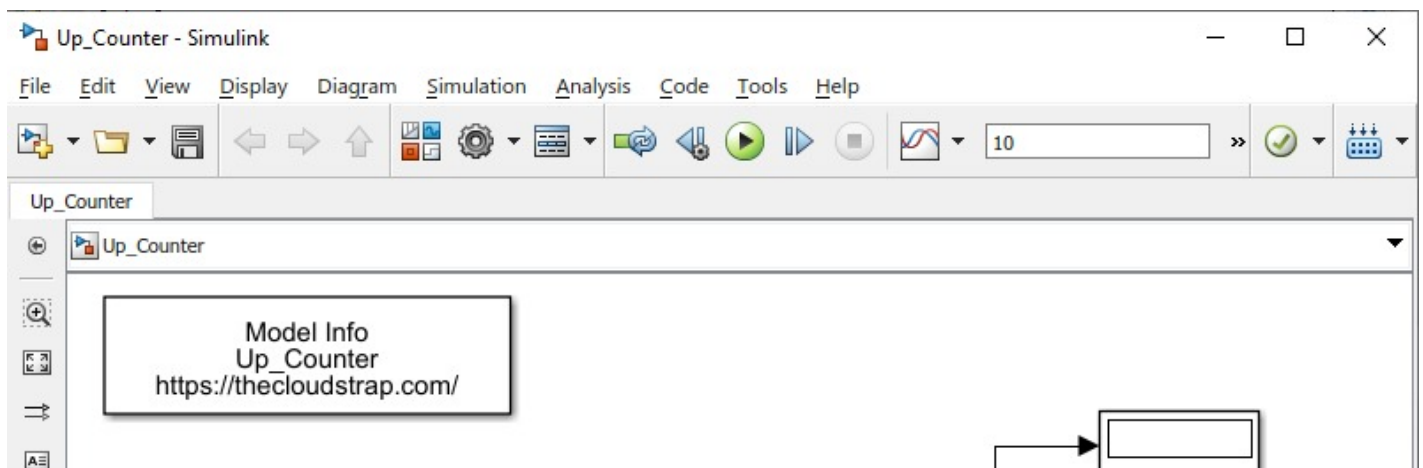 Up_Counter - Simulink
File Edit View Display Diagram Simulation Analysis Code Tools Help
10
Up_Counter
Up_Counter
Model Info
Up_Counter
https://thecloudstrap.com/